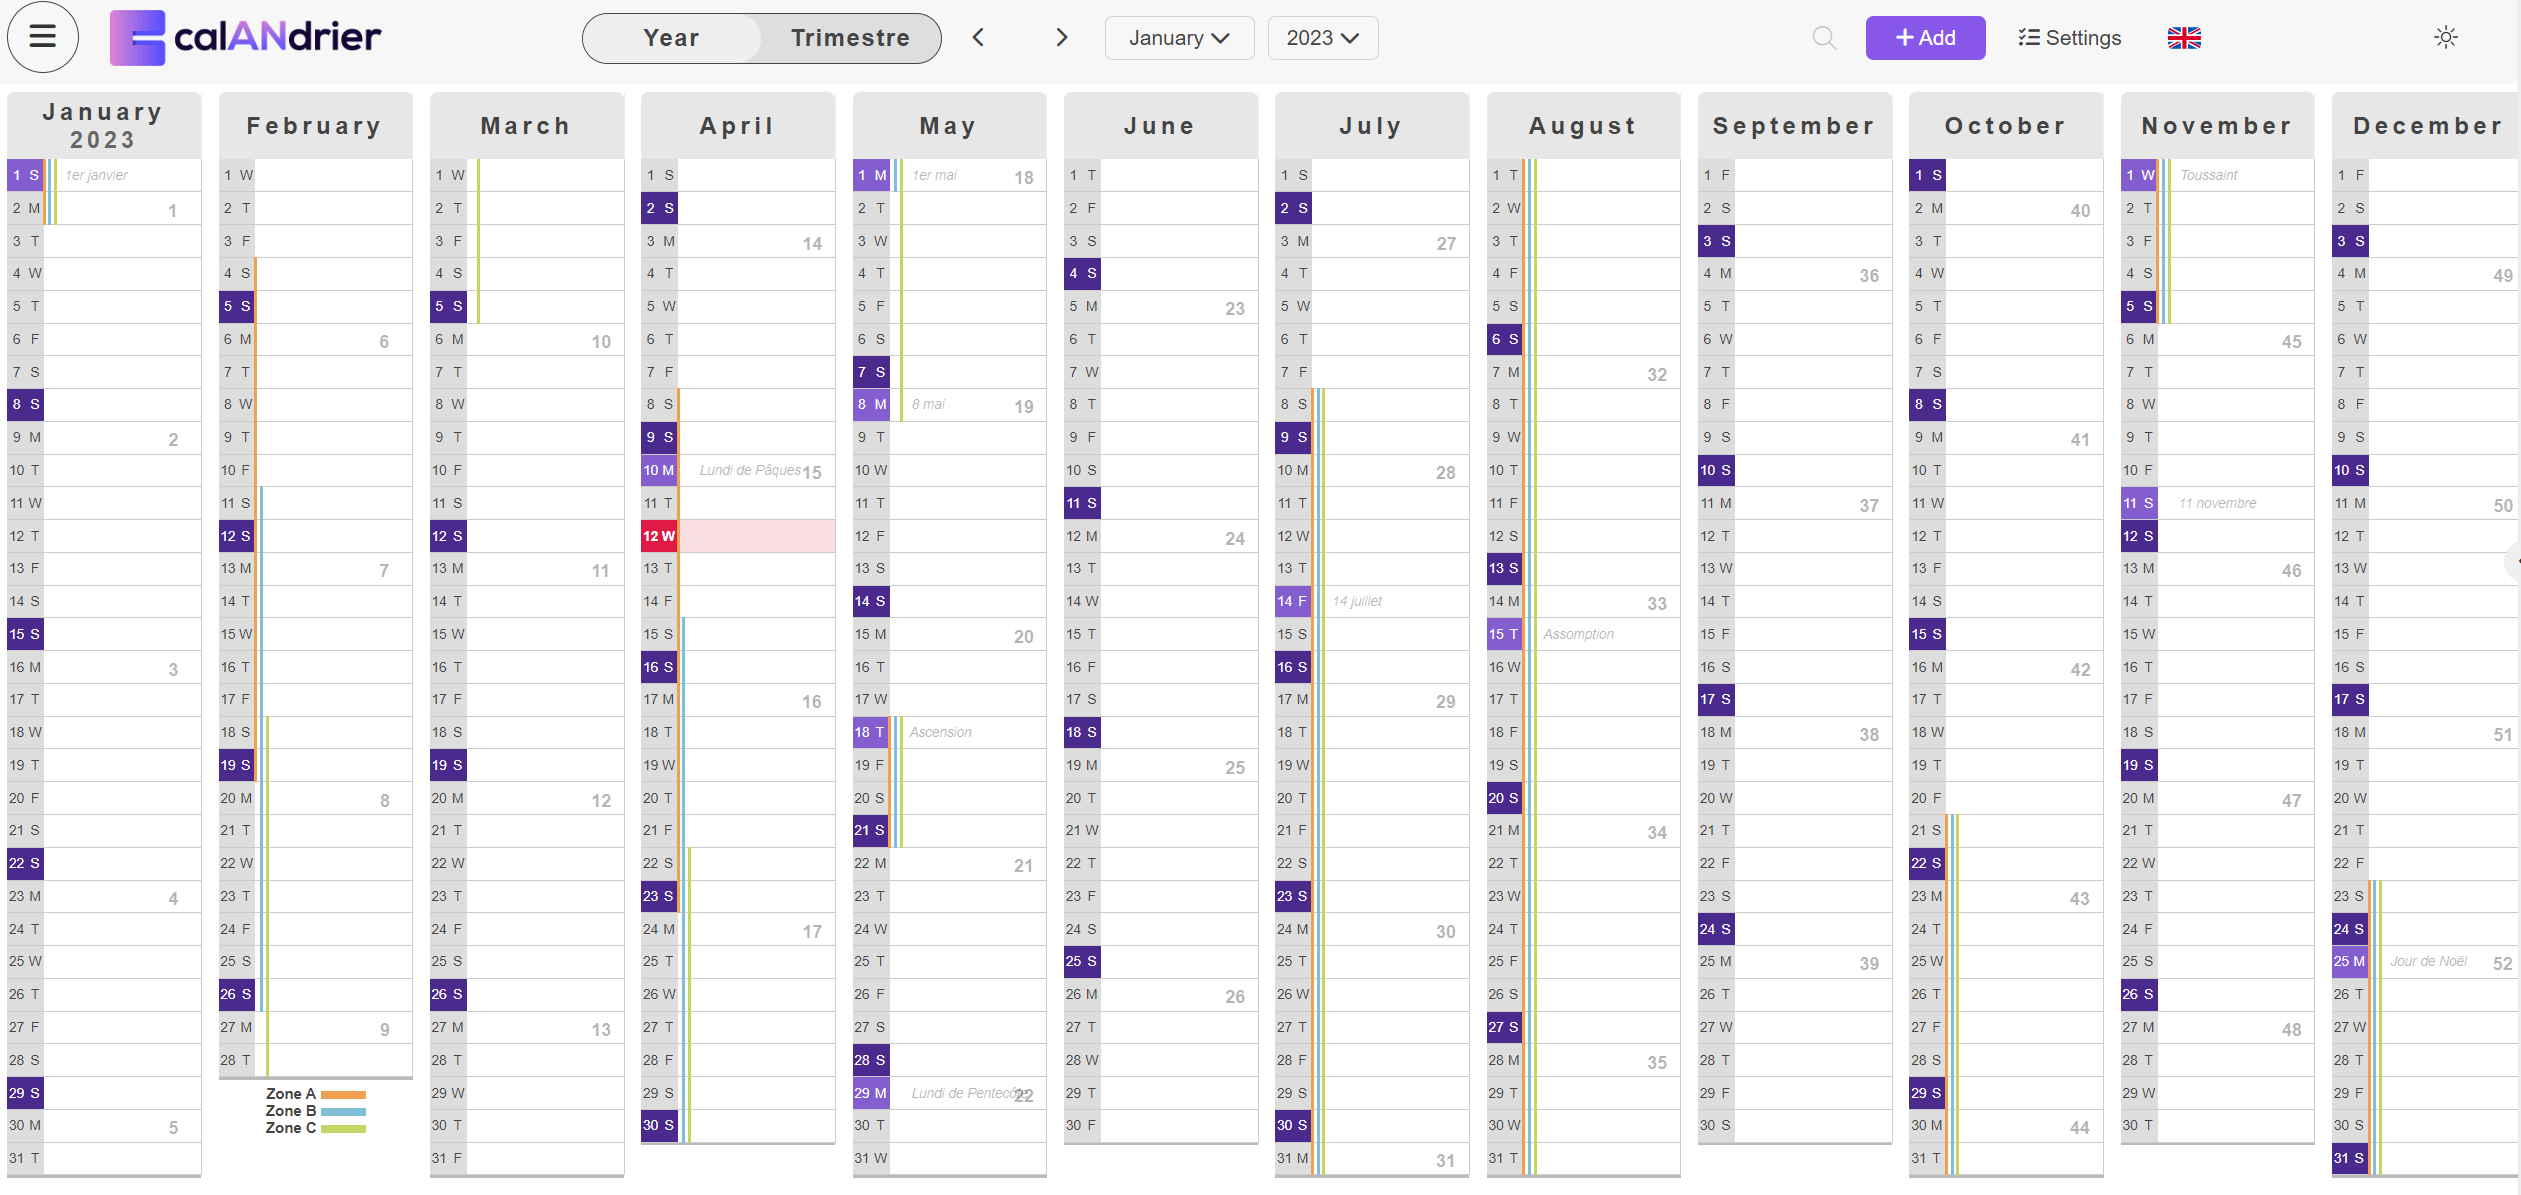 calANdrier Year Trimestre January 2023 +Add Settings
January 2023 February March April May June July August September October November December
1 S 1er janvier 1 W 1 W 1 S 1 M 1er mai 18 1 T 1 S 1 T 1 F 1 S 1 W Toussaint 1 F
2 M 1 2 T 2 T 2 S 2 T 2 F 2 S 2 W 2 S 2 M 40 2 T 2 S
3 T 3 F 3 F 3 M 14 3 W 3 S 3 M 27 3 T 3 S 3 T 3 F 3 S
4 W 4 S 4 S 4 T 4 T 4 S 4 T 4 F 4 M 36 4 W 4 S 4 M 49
5 T 5 S 5 S 5 W 5 F 5 M 23 5 W 5 S 5 T 5 T 5 S 5 T
6 F 6 M 6 6 M 10 6 T 6 S 6 T 6 T 6 S 6 W 6 F 6 M 45 6 W
7 S 7 T 7 T 7 F 7 S 7 W 7 F 7 M 32 7 T 7 S 7 T 7 T
8 S 8 W 8 W 8 S 8 M 8 mai 19 8 T 8 S 8 T 8 F 8 S 8 W 8 F
9 M 2 9 T 9 T 9 S 9 T 9 F 9 S 9 W 9 S 9 M 41 9 T 9 S
10 T 10 F 10 F 10 M Lundi de Pâques 15 10 W 10 S 10 M 28 10 T 10 S 10 T 10 F 10 S
11 W 11 S 11 S 11 T 11 T 11 S 11 T 11 F 11 M 37 11 W 11 S 11 novembre 11 M 50
12 T 12 S 12 S 12 W 12 F 12 M 24 12 W 12 S 12 T 12 T 12 S 12 T
13 F 13 M 7 13 M 11 13 T 13 S 13 T 13 T 13 S 13 W 13 F 13 M 46 13 W
14 S 14 T 14 T 14 F 14 S 14 W 14 F 14 juillet 14 M 33 14 T 14 S 14 T 14 T
15 S 15 W 15 W 15 S 15 M 20 15 T 15 S 15 T Assomption 15 F 15 S 15 W 15 F
16 M 3 16 T 16 T 16 S 16 T 16 F 16 S 16 W 16 S 16 M 42 16 T 16 S
17 T 17 F 17 F 17 M 16 17 W 17 S 17 M 29 17 T 17 S 17 T 17 F 17 S
18 W 18 S 18 S 18 T 18 T Ascension 18 S 18 T 18 F 18 M 38 18 W 18 S 18 M 51
19 T 19 S 19 S 19 W 19 F 19 M 25 19 W 19 S 19 T 19 T 19 S 19 T
20 F 20 M 8 20 M 12 20 T 20 S 20 T 20 T 20 S 20 W 20 F 20 M 47 20 W
21 S 21 T 21 T 21 F 21 S 21 W 21 F 21 M 34 21 T 21 S 21 T 21 T
22 S 22 W 22 W 22 S 22 M 21 22 T 22 S 22 T 22 F 22 S 22 W 22 F
23 M 4 23 T 23 T 23 S 23 T 23 F 23 S 23 W 23 S 23 M 43 23 T 23 S
24 T 24 F 24 F 24 M 17 24 W 24 S 24 M 30 24 T 24 S 24 T 24 F 24 S
25 W 25 S 25 S 25 T 25 T 25 S 25 T 25 F 25 M 39 25 W 25 S 25 M Jour de Noël 52
26 T 26 S 26 S 26 W 26 F 26 M 26 26 W 26 S 26 T 26 T 26 S 26 T
27 F 27 M 9 27 M 13 27 T 27 S 27 T 27 T 27 S 27 W 27 F 27 M 48 27 W
28 S 28 T 28 T 28 F 28 S 28 W 28 F 28 M 35 28 T 28 S 28 T 28 T
29 S Zone A 29 W 29 S 29 M Lundi de Pentecôte 22 29 T 29 S 29 T 29 F 29 S 29 W 29 F
Zone B
30 M 5 Zone C 30 T 30 S 30 T 30 F 30 S 30 W 30 S 30 M 44 30 T 30 S
31 T 31 F 31 W 31 M 31 31 T 31 T 31 S